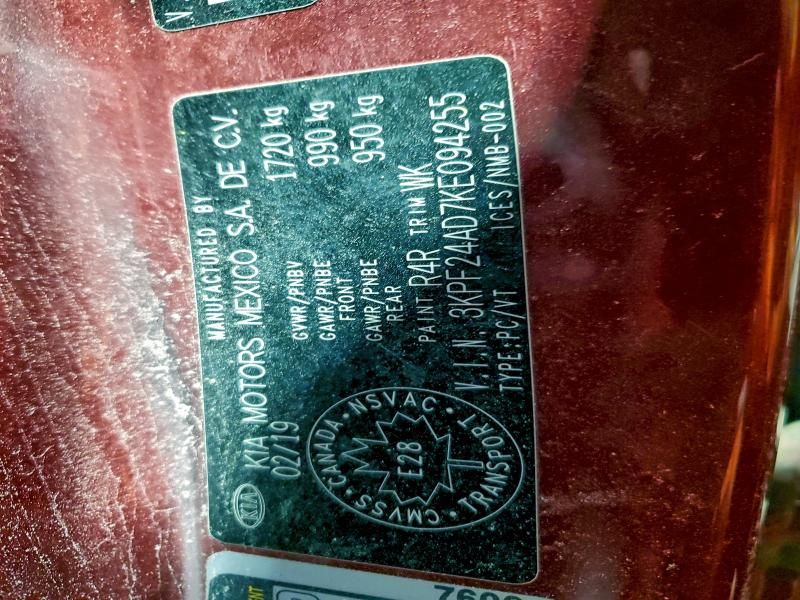 MANUFACTURED BY
KIA KIA MOTORS MEXICO S.A. DE C.V.
02/19
GVWR/PNBV 1720 kg
GAWR/PNBE FRONT 990 kg
GAWR/PNBE REAR 950 kg
PAINT R4R TRIM WK
V.I.N. : 3KPF24AD7KE094255
TYPE:PC/VT ICES/NMB-002
CANADA · NSVAC · TRANSPORT · CMVSS ·
E28